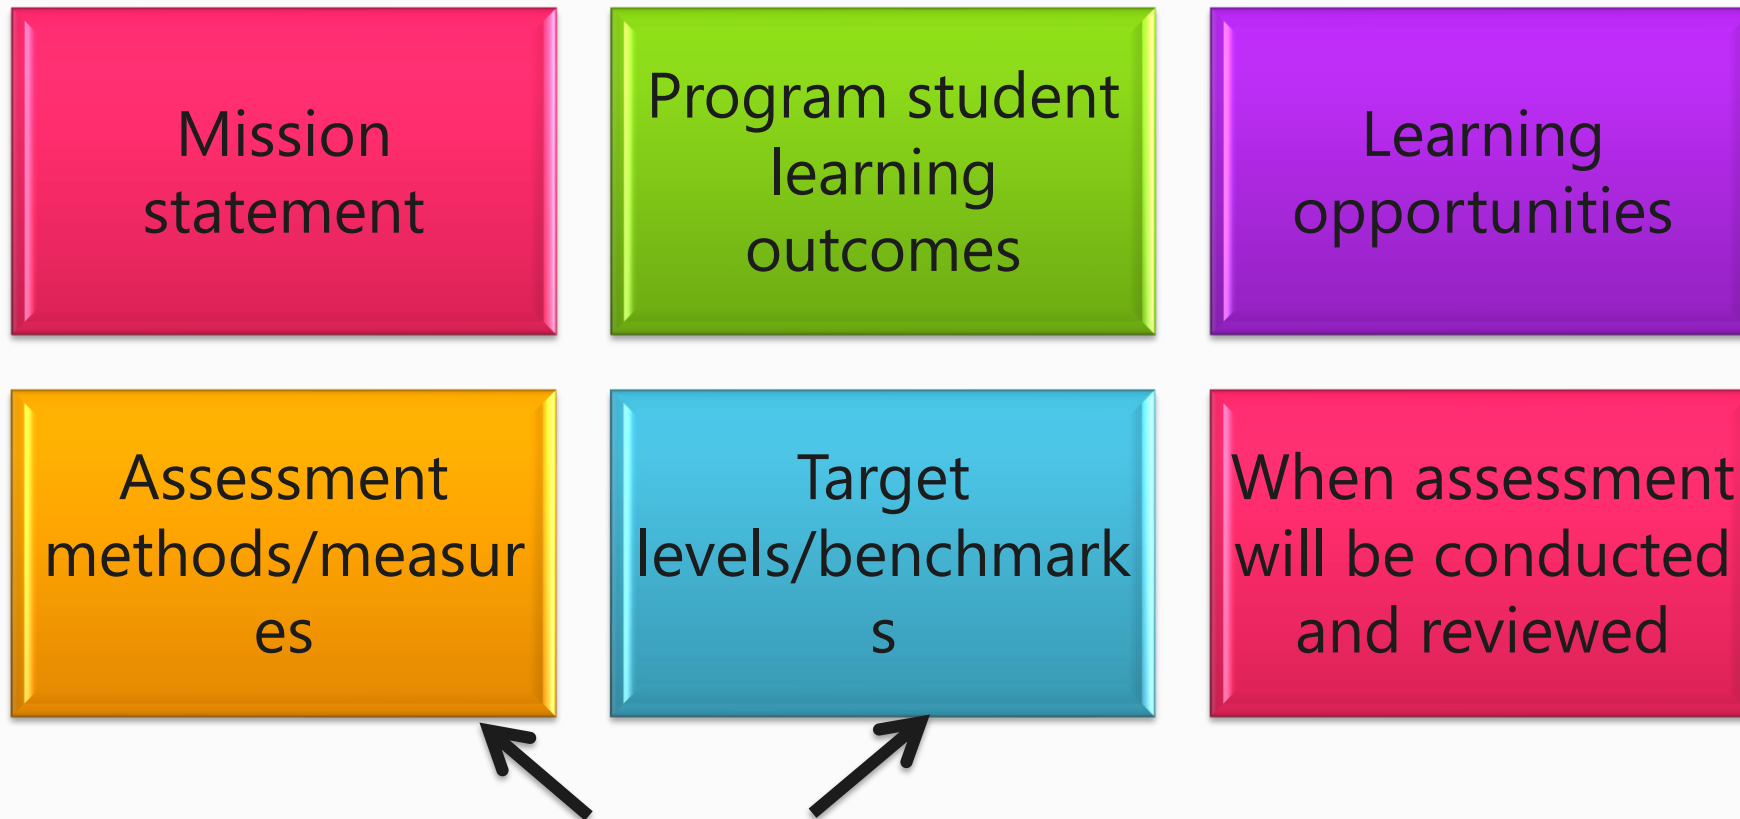 Mission
statement
Program student
learning
outcomes
Learning
opportunities
Assessment
methods/measur
es
Target
levels/benchmark
s
When assessment
will be conducted
and reviewed